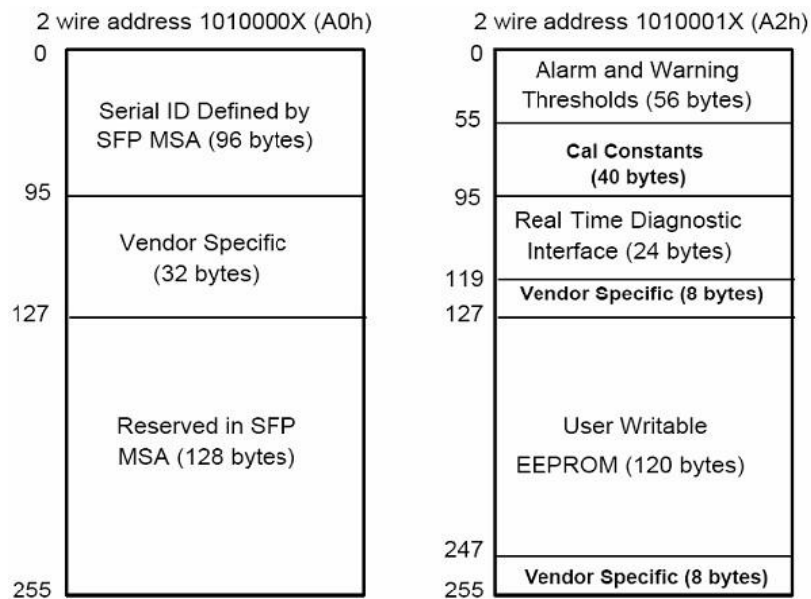 2 wire address 1010000X (A0h)
0
Serial ID Defined by
SFP MSA (96 bytes)
95
Vendor Specific
(32 bytes)
127
Reserved in SFP
MSA (128 bytes)
255
2 wire address 1010001X (A2h)
0
Alarm and Warning
Thresholds (56 bytes)
55
Cal Constants
(40 bytes)
95
Real Time Diagnostic
Interface (24 bytes)
119
Vendor Specific (8 bytes)
127
User Writable
EEPROM (120 bytes)
247
Vendor Specific (8 bytes)
255